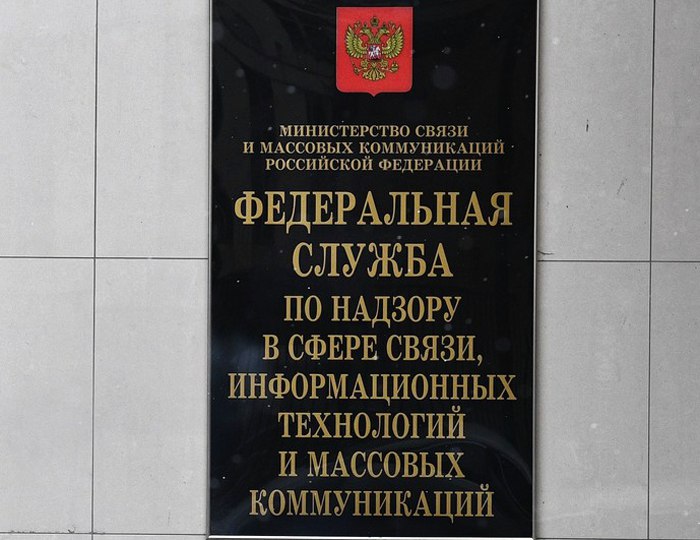 МИНИСТЕРСТВО СВЯЗИ
И МАССОВЫХ КОММУНИКАЦИЙ
РОССИЙСКОЙ ФЕДЕРАЦИИ
ФЕДЕРАЛЬНАЯ
СЛУЖБА
ПО НАДЗОРУ
В СФЕРЕ СВЯЗИ,
ИНФОРМАЦИОННЫХ
ТЕХНОЛОГИЙ
И МАССОВЫХ
КОММУНИКАЦИЙ